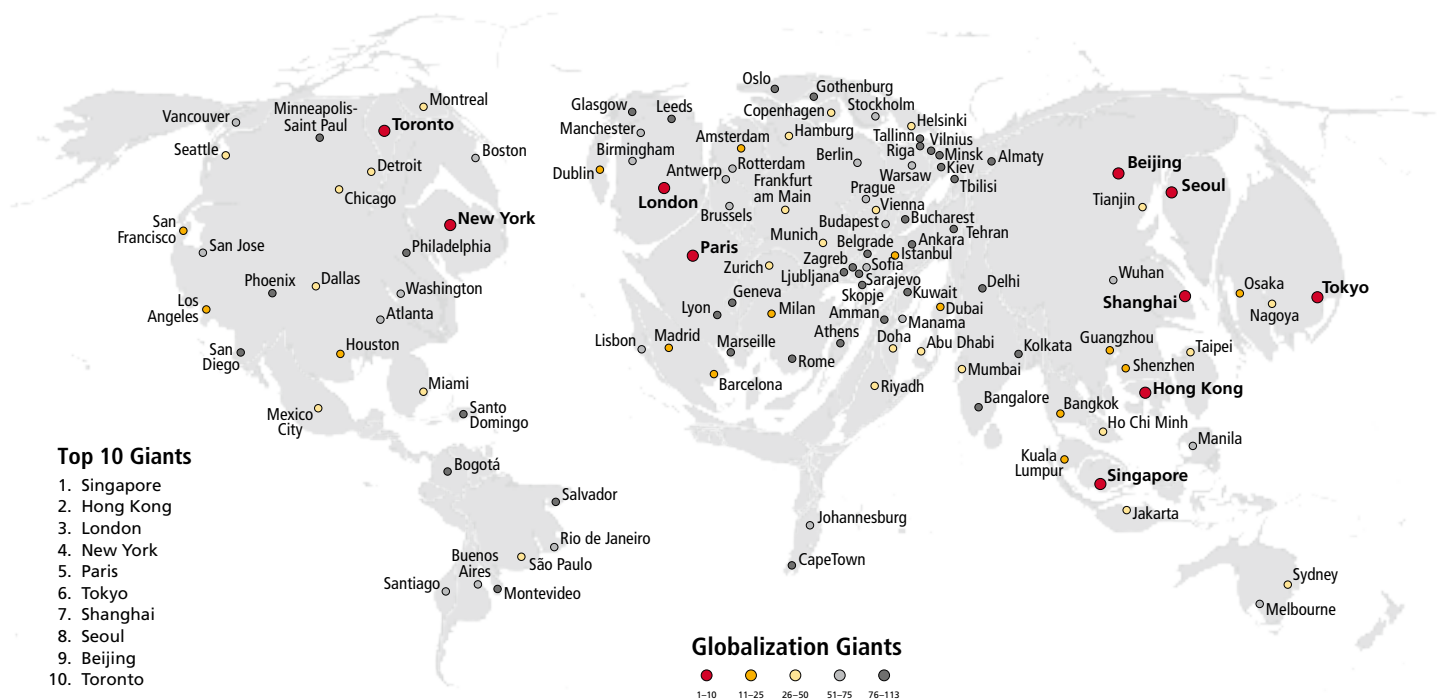 Oslo
Gothenburg
Montreal
Glasgow
Leeds
Copenhagen
Stockholm
Vancouver
Minneapolis-
Saint Paul
Toronto
Manchester
Amsterdam
Hamburg
Helsinki
Tallinn
Vilnius
Seattle
Boston
Birmingham
Berlin
Riga
Minsk
Almaty
Beijing
Detroit
Dublin
Antwerp
Rotterdam
Warsaw
Kiev
Chicago
London
Frankfurt
am Main
Prague
Tbilisi
Seoul
Tianjin
San
Francisco
New York
Brussels
Vienna
Budapest
Bucharest
Tehran
San Jose
Philadelphia
Paris
Munich
Belgrade
Ankara
Istanbul
Zurich
Zagreb
Sofia
Ljubljana
Sarajevo
Wuhan
Phoenix
Dallas
Washington
Geneva
Skopje
Kuwait
Delhi
Shanghai
Osaka
Tokyo
Los
Angeles
Atlanta
Lyon
Milan
Amman
Dubai
Manama
Nagoya
San
Diego
Houston
Lisbon
Madrid
Marseille
Athens
Doha
Abu Dhabi
Kolkata
Guangzhou
Taipei
Rome
Mumbai
Shenzhen
Miami
Barcelona
Riyadh
Hong Kong
Mexico
City
Santo
Domingo
Bangalore
Bangkok
Ho Chi Minh
Manila
Kuala
Lumpur
Bogotá
Singapore
Salvador
Jakarta
Johannesburg
Rio de Janeiro
Buenos
Aires
São Paulo
CapeTown
Santiago
Montevideo
Sydney
Melbourne
Top 10 Giants
1. Singapore
2. Hong Kong
3. London
4. New York
5. Paris
6. Tokyo
7. Shanghai
8. Seoul
9. Beijing
10. Toronto
Globalization Giants
1–10
11–25
26–50
51–75
76–113